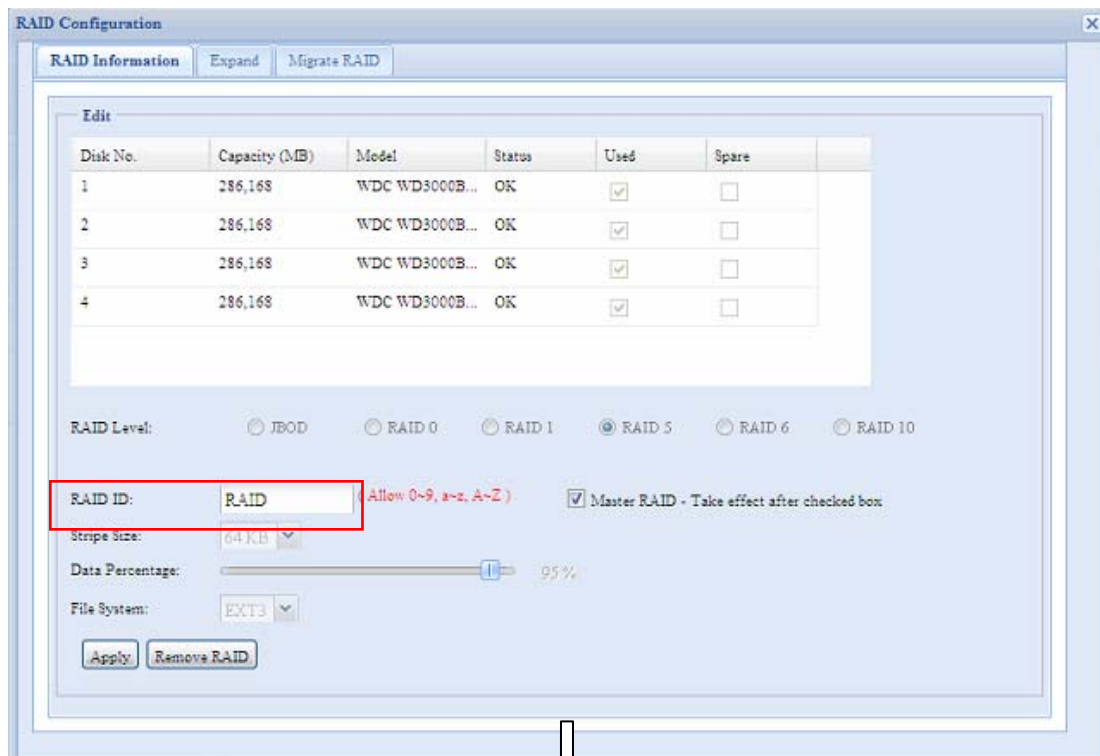 RAID Configuration
RAID Information Expand Migrate RAID
Edit
Disk No. Capacity (MB) Model Status Used Spare
1 286,168 WDC WD3000B... OK
2 286,168 WDC WD3000B... OK
3 286,168 WDC WD3000B... OK
4 286,168 WDC WD3000B... OK
RAID Level: JBOD RAID 0 RAID 1 RAID 5 RAID 6 RAID 10
RAID ID: RAID ( Allow 0~9, a~z, A~Z ) Master RAID - Take effect after checked box
Stripe Size: 64 KB
Data Percentage: 95 %
File System: EXT3
Apply Remove RAID